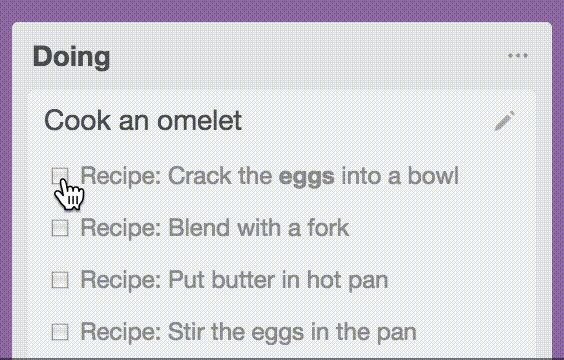 Doing
Cook an omelet
Recipe: Crack the eggs into a bowl
Recipe: Blend with a fork
Recipe: Put butter in hot pan
Recipe: Stir the eggs in the pan